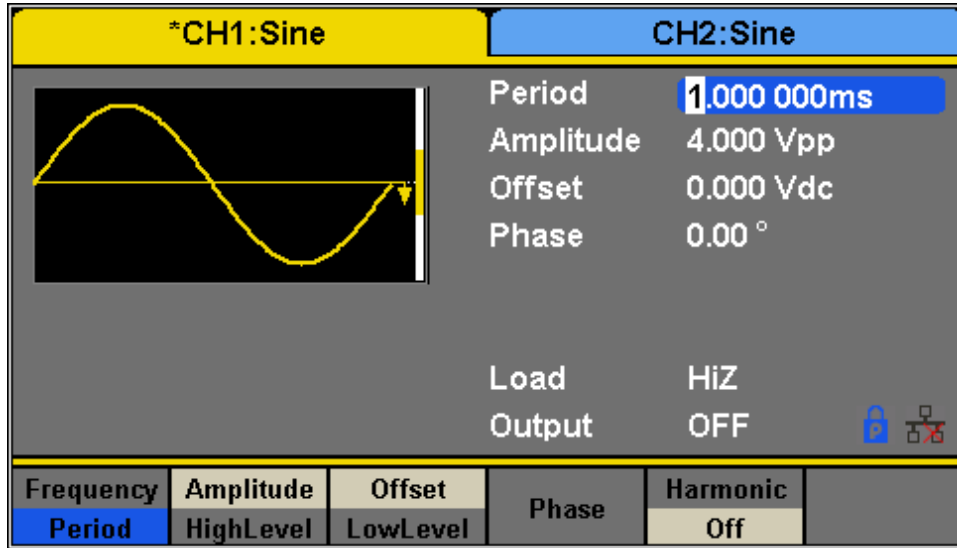 *CH1:Sine CH2:Sine
Period 1.000 000ms
Amplitude 4.000 Vpp
Offset 0.000 Vdc
Phase 0.00 °
Load HiZ
Output OFF P
Frequency Amplitude Offset Phase Harmonic
Period HighLevel LowLevel Off